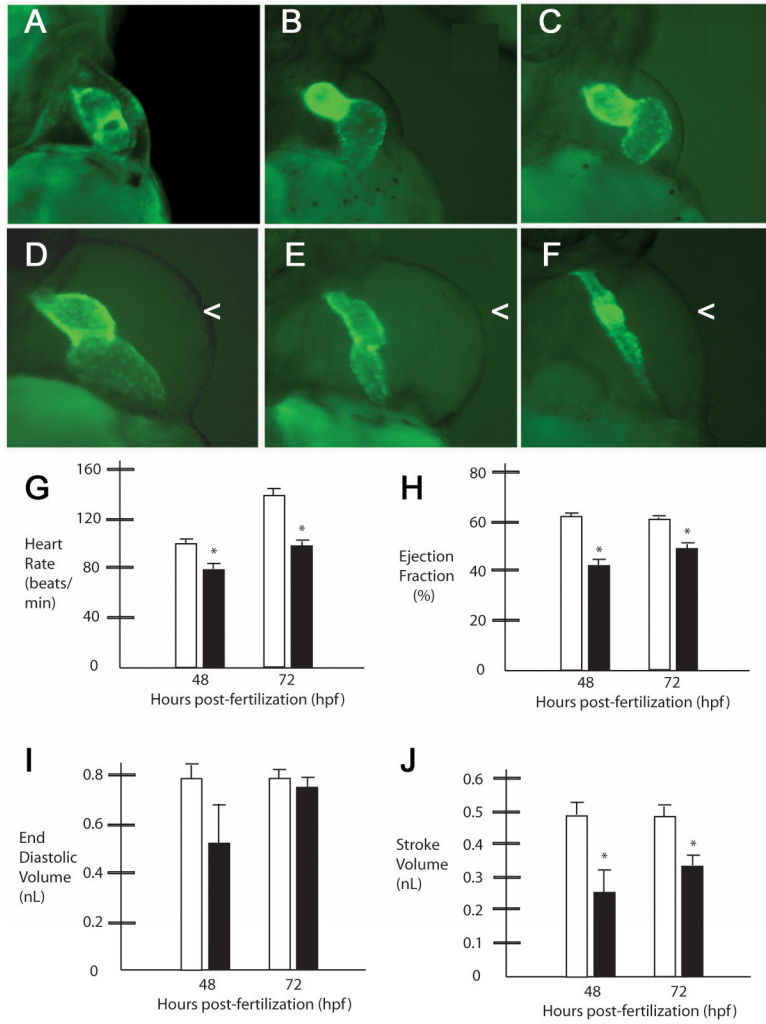 A
B
C
D
<
E
<
F
<
G
Heart
Rate
(beats/
min)
160
120
80
40
0
*
*
48
72
Hours post-fertilization (hpf)
H
Ejection
Fraction
(%)
80
60
40
20
0
*
*
48
72
Hours post-fertilization (hpf)
I
End
Diastolic
Volume
(nL)
0.8
0.6
0.4
0.2
0
48
72
Hours post-fertilization (hpf)
J
Stroke
Volume
(nL)
0.6
0.5
0.4
0.3
0.2
0.1
0
*
*
48
72
Hours post-fertilization (hpf)